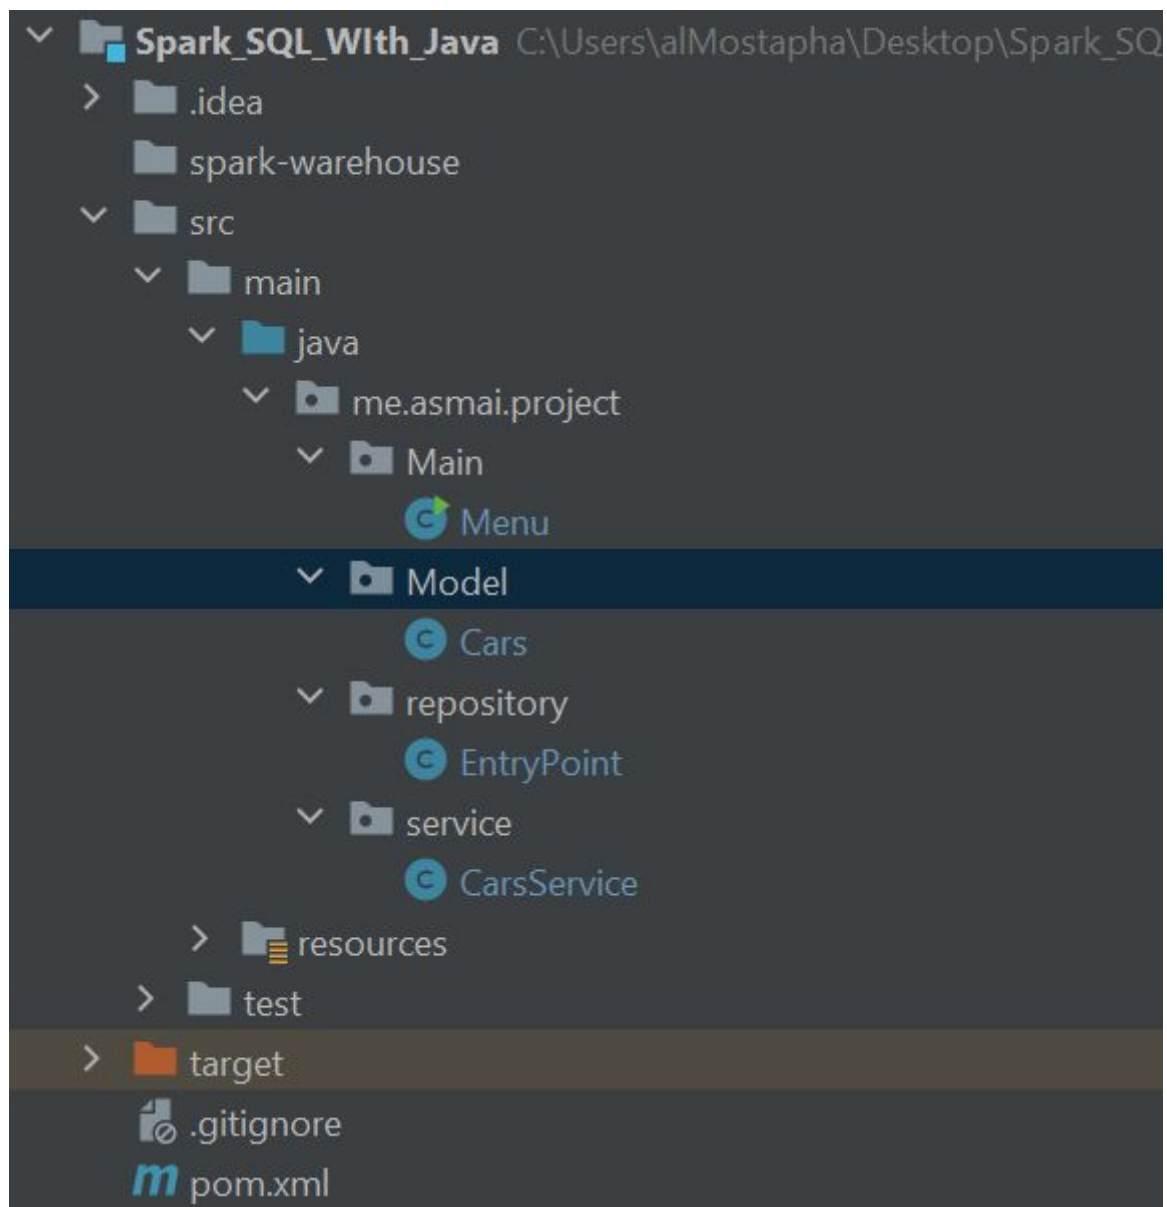 Spark_SQL_WIth_Java C:\Users\alMostapha\Desktop\Spark_SQ
.idea
spark-warehouse
src
main
java
me.asmai.project
Main
C Menu
Model
C Cars
repository
C EntryPoint
service
C CarsService
resources
test
target
.gitignore
m pom.xml